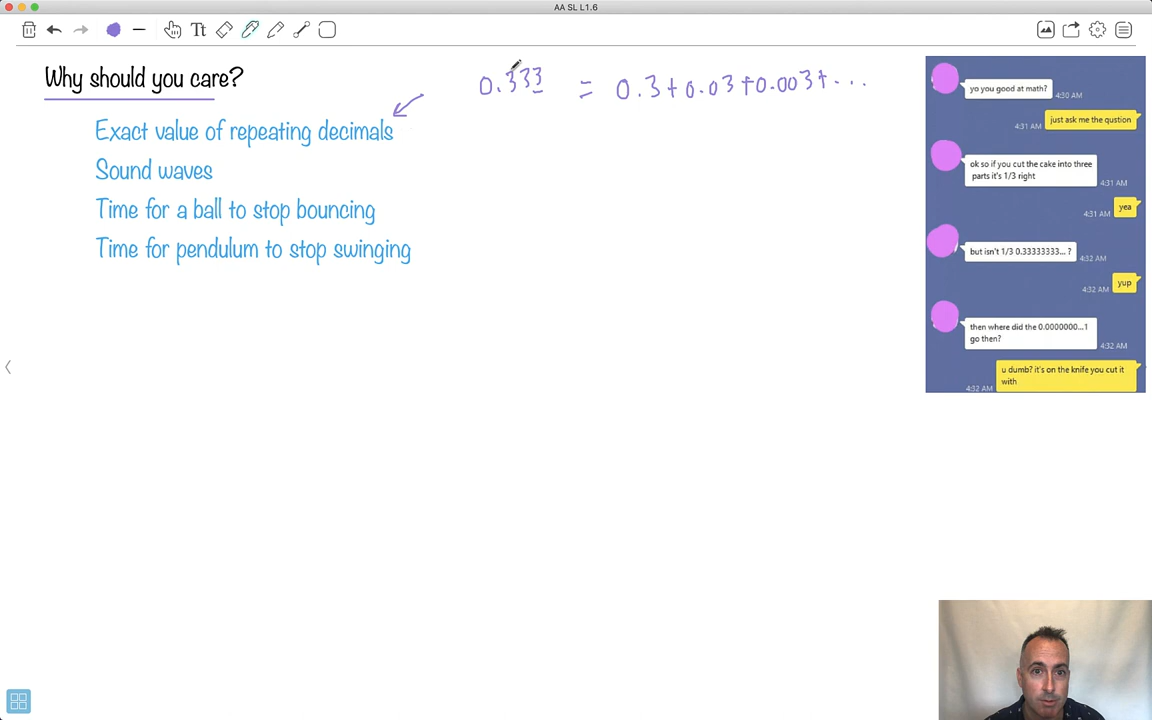 AA SL L1.6
Tt
Why should you care?
0.333 = 0.3+0.03+0.003+...
Exact value of repeating decimals
Sound waves
Time for a ball to stop bouncing
Time for pendulum to stop swinging
yo you good at math?
4:30 AM
just ask me the qustion
4:31 AM
ok so if you cut the cake into three
parts it's 1/3 right
4:31 AM
yea
4:31 AM
but isn't 1/3 0.33333333... ?
4:32 AM
yup
4:32 AM
then where did the 0.0000000...1
go then?
4:32 AM
u dumb? it's on the knife you cut it
with
4:32 AM